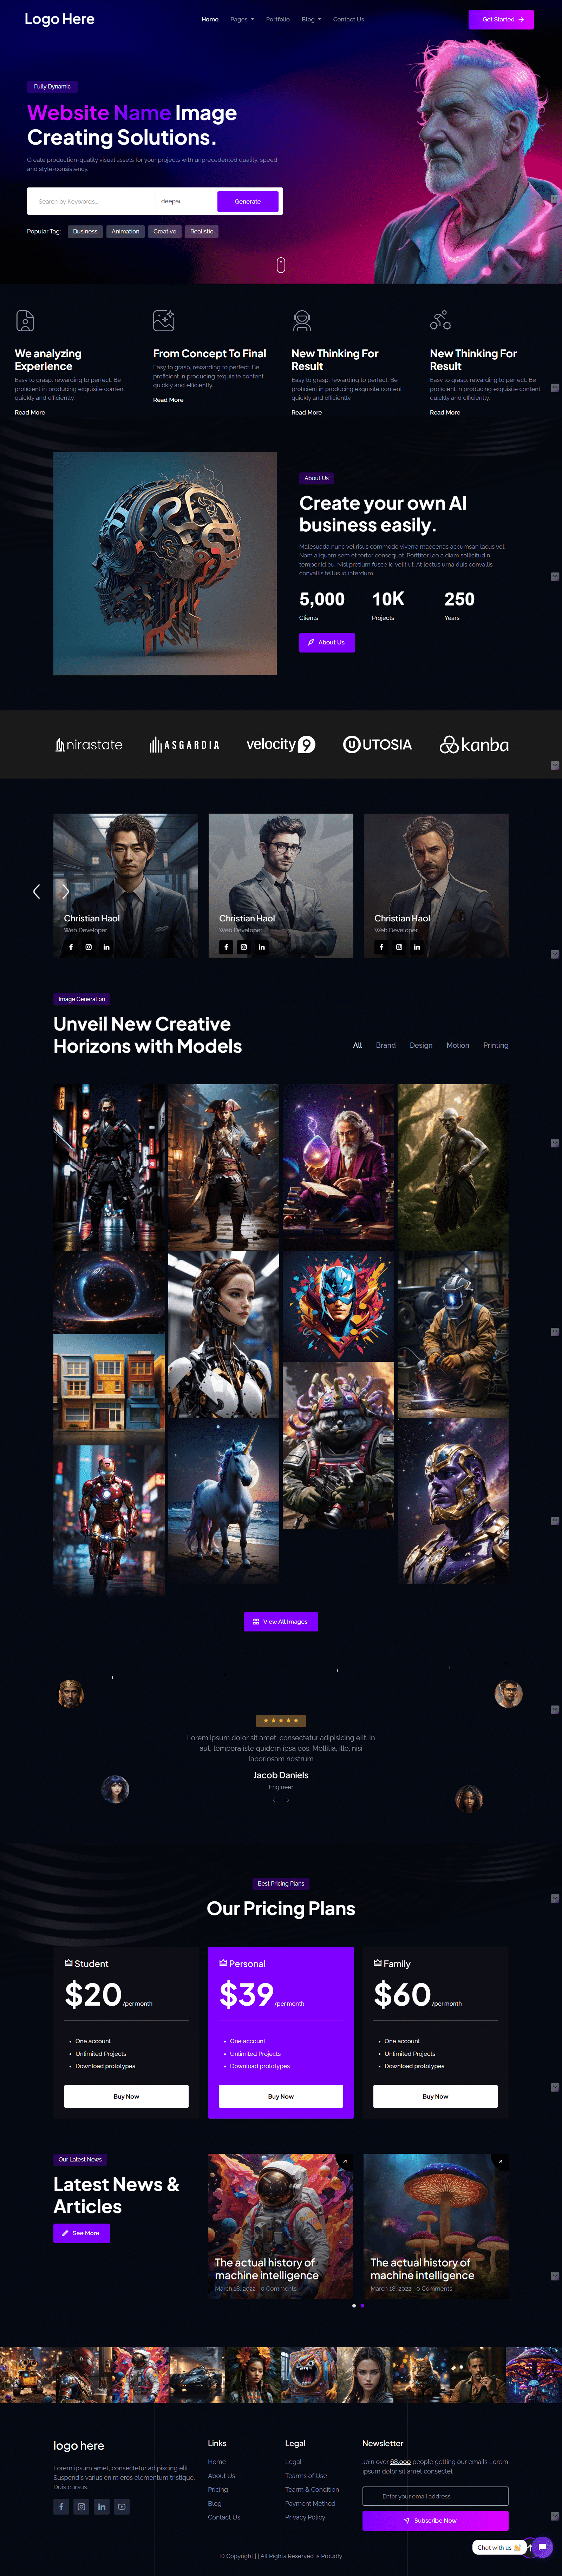 Logo Here
Home Pages Portfolio Blog Contact Us
Get Started
Fully Dynamic
Website Name Image
Creating Solutions.
Create production-quality visual assets for your projects with unprecedented quality, speed,
and style-consistency.
Search by Keywords... deepai Generate
Popular Tag: Business Animation Creative Realistic
We analyzing
Experience
Easy to grasp, rewarding to perfect. Be
proficient in producing exquisite content
quickly and efficiently.
Read More
From Concept To Final
Easy to grasp, rewarding to perfect. Be
proficient in producing exquisite content
quickly and efficiently.
Read More
New Thinking For
Result
Easy to grasp, rewarding to perfect. Be
proficient in producing exquisite content
quickly and efficiently.
Read More
New Thinking For
Result
Easy to grasp, rewarding to perfect. Be
proficient in producing exquisite content
quickly and efficiently.
Read More
About Us
Create your own AI
business easily.
Malesuada nunc vel risus commodo viverra maecenas accumsan lacus vel.
Nam aliquam sem et tortor consequat. Porttitor leo a diam sollicitudin
tempor id eu. Nisl pretium fusce id velit ut. At lectus urna duis convallis
convallis tellus id interdum.
5,000 10K 250
Clients Projects Years
About Us
nirastate ASGARDIA velocity 9 UTOSIA kanba
Christian Haol
Web Developer
Christian Haol
Web Developer
Christian Haol
Web Developer
Image Generation
Unveil New Creative
Horizons with Models
All Brand Design Motion Printing
View All Images
Lorem ipsum dolor sit amet, consectetur adipisicing elit. In
aut, tempora iste quidem ipsa eos. Mollitia, illo, nisi
laboriosam nostrum
Jacob Daniels
Engineer
Best Pricing Plans
Our Pricing Plans
Student
$20/per month
One account
Unlimited Projects
Download prototypes
Buy Now
Personal
$39/per month
One account
Unlimited Projects
Download prototypes
Buy Now
Family
$60/per month
One account
Unlimited Projects
Download prototypes
Buy Now
Our Latest News
Latest News &
Articles
See More
The actual history of
machine intelligence
March 18, 2022 0 Comments
The actual history of
machine intelligence
March 18, 2022 0 Comments
logo here
Lorem ipsum amet, consectetur adipiscing elit.
Suspendis varius enim eros elementum tristique.
Duis cursus.
Links
Home
About Us
Pricing
Blog
Contact Us
Legal
Legal
Tearms of Use
Tearm & Condition
Payment Method
Privacy Policy
Newsletter
Join over 68,000 people getting our emails Lorem
ipsum dolor sit amet consectet
Enter your email address
Subscribe Now
Chat with us 👋
© Copyright | | All Rights Reserved is Proudly